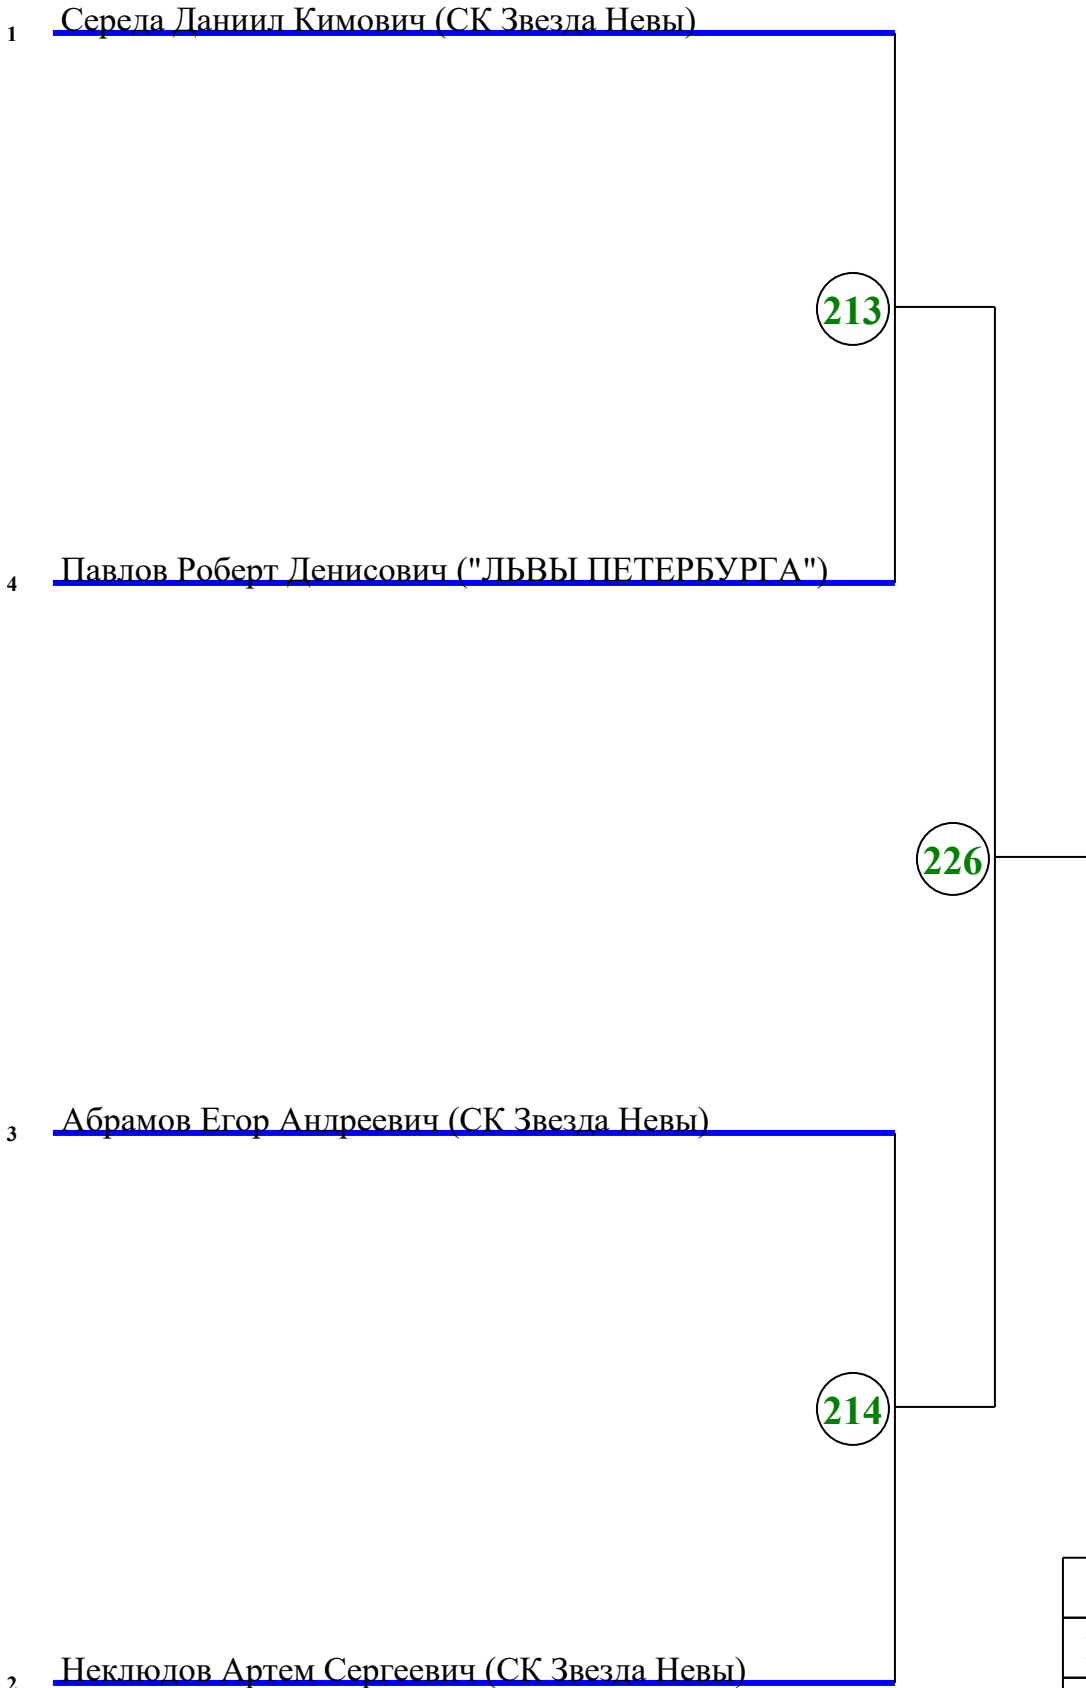 1 Середа Даниил Кимович (СК Звезда Невы)
213
4 Павлов Роберт Денисович ("ЛЬВЫ ПЕТЕРБУРГА")
226
3 Абрамов Егор Андреевич (СК Звезда Невы)
214
2 Неклюдов Артем Сергеевич (СК Звезда Невы)